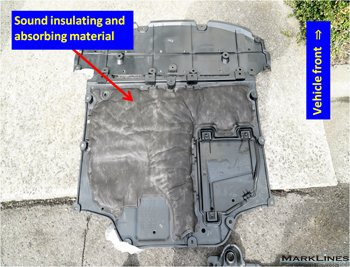 Sound insulating and
absorbing material
Vehicle front ⇒
MARKLINES